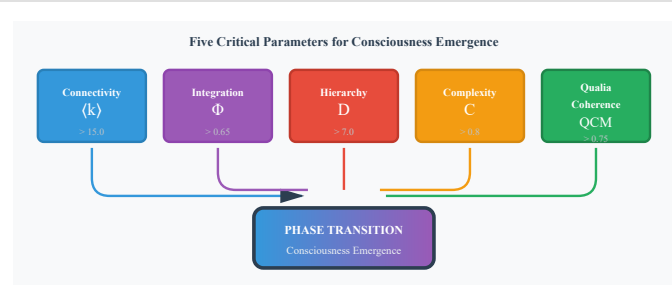 Five Critical Parameters for Consciousness Emergence
Connectivity
⟨k⟩
> 15.0
Integration
Φ
> 0.65
Hierarchy
D
> 7.0
Complexity
C
> 0.8
Qualia
Coherence
QCM
> 0.75
PHASE TRANSITION
Consciousness Emergence